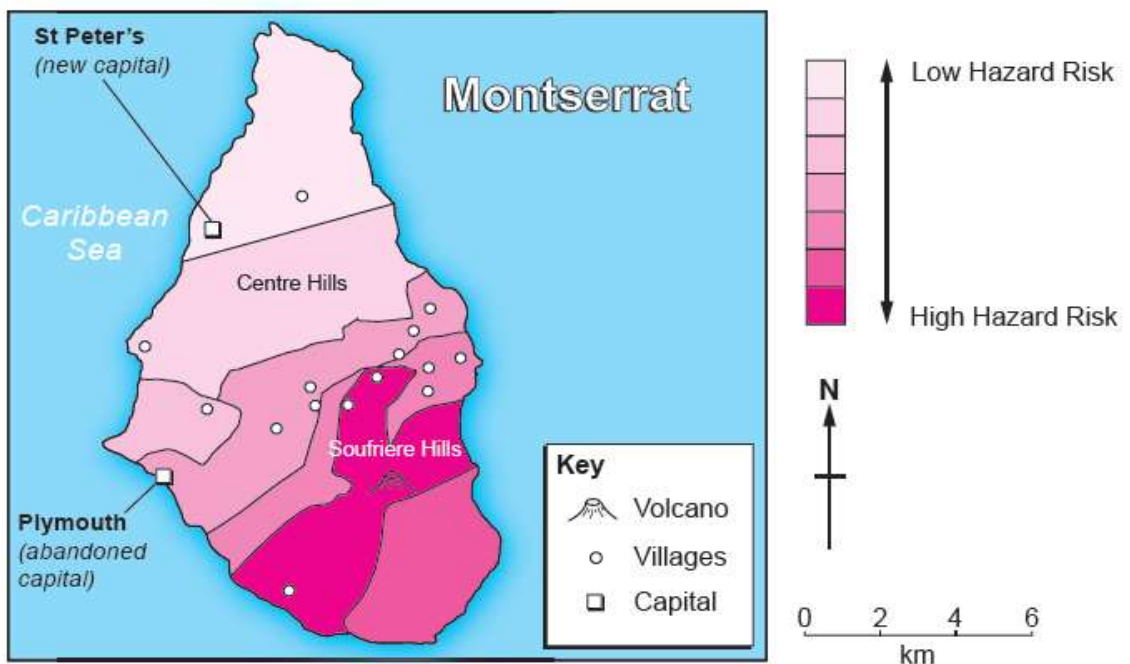 St Peter's
(new capital)
Montserrat
Low Hazard Risk
Caribbean
Sea
Centre Hills
High Hazard Risk
N
Soufriere Hills
Key
Volcano
Villages
Capital
Plymouth
(abandoned
capital)
0 2 4 6
km